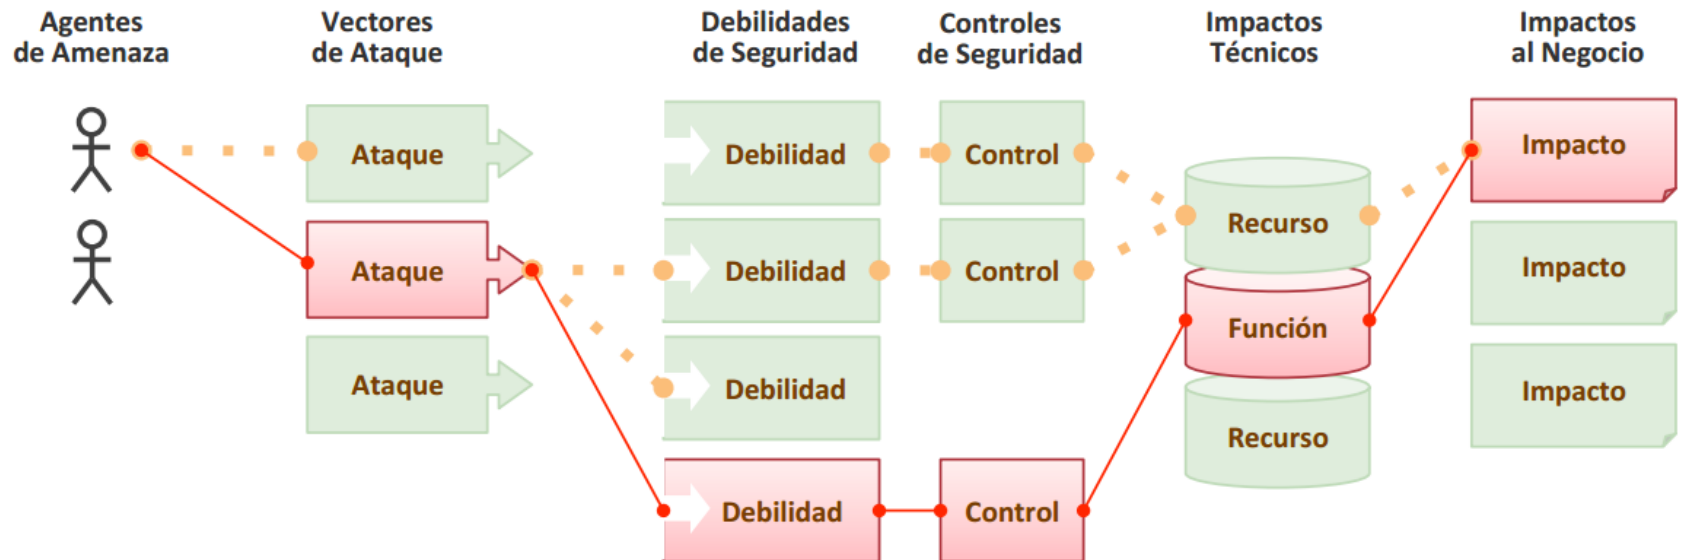 Agentes
de Amenaza
Vectores
de Ataque
Debilidades
de Seguridad
Controles
de Seguridad
Impactos
Técnicos
Impactos
al Negocio
Ataque
Debilidad
Control
Recurso
Impacto
Ataque
Debilidad
Control
Función
Impacto
Ataque
Debilidad
Recurso
Impacto
Debilidad
Control